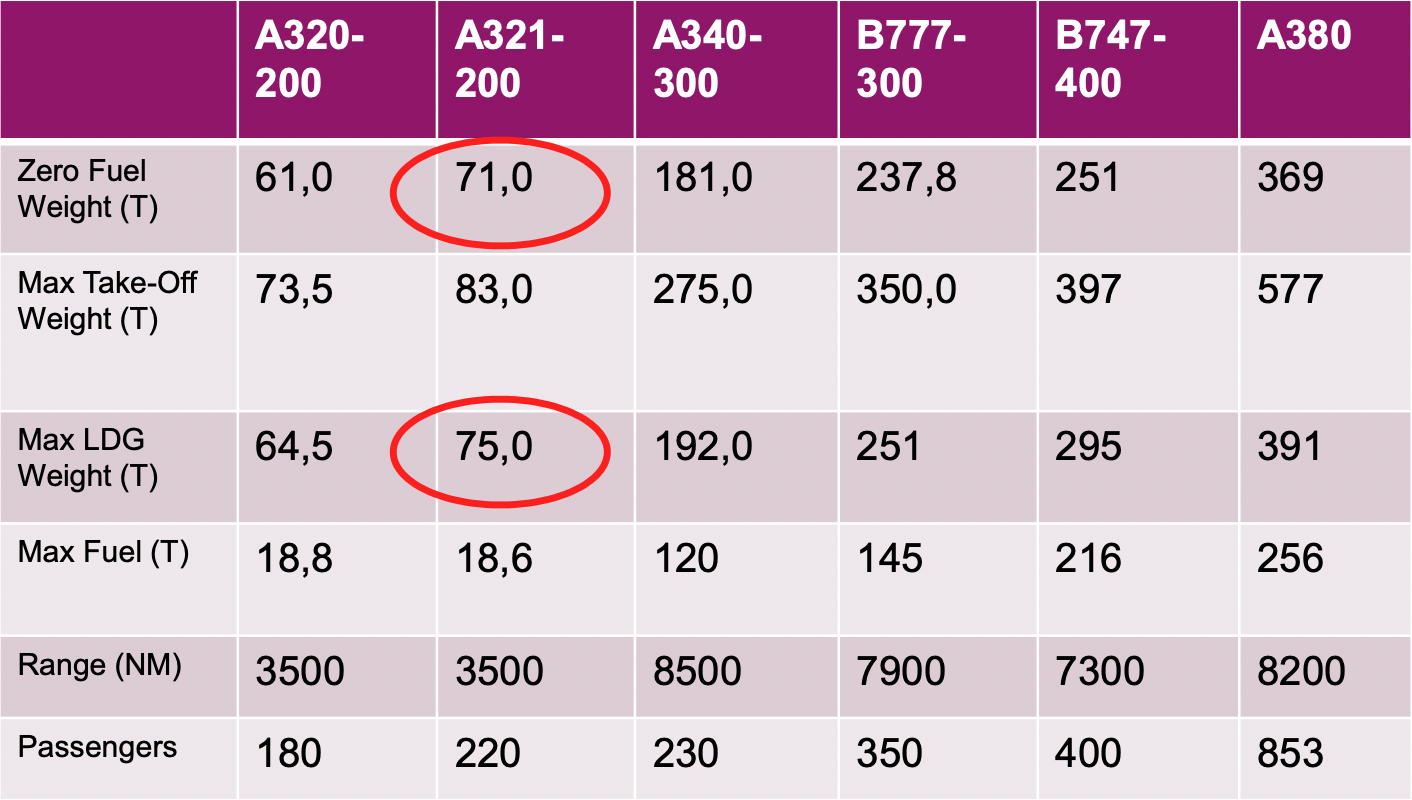 A320-200 A321-200 A340-300 B777-300 B747-400 A380
Zero Fuel Weight (T) 61,0 71,0 181,0 237,8 251 369
Max Take-Off Weight (T) 73,5 83,0 275,0 350,0 397 577
Max LDG Weight (T) 64,5 75,0 192,0 251 295 391
Max Fuel (T) 18,8 18,6 120 145 216 256
Range (NM) 3500 3500 8500 7900 7300 8200
Passengers 180 220 230 350 400 853